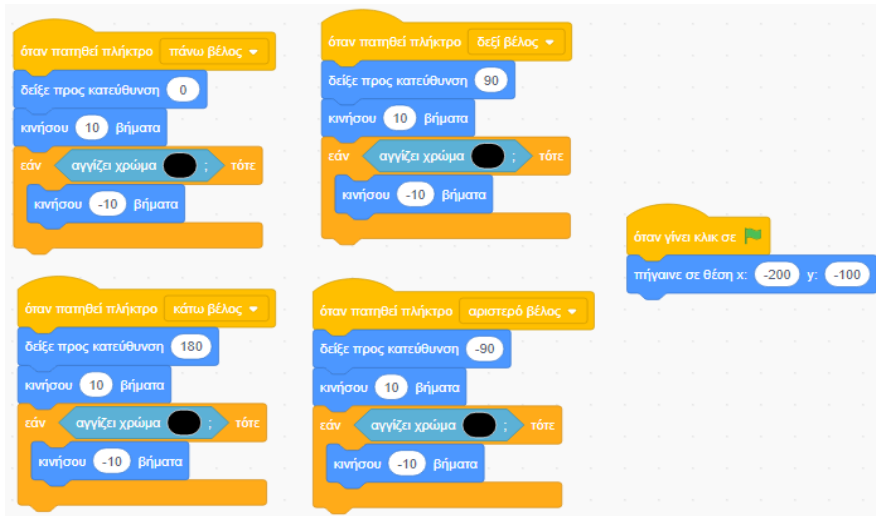 όταν πατηθεί πλήκτρο πάνω βέλος
δείξε προς κατεύθυνση 0
κινήσου 10 βήματα
εάν αγγίζει χρώμα ; τότε
κινήσου -10 βήματα
όταν πατηθεί πλήκτρο δεξί βέλος
δείξε προς κατεύθυνση 90
κινήσου 10 βήματα
εάν αγγίζει χρώμα ; τότε
κινήσου -10 βήματα
όταν γίνει κλικ σε
πήγαινε σε θέση x: -200 y: -100
όταν πατηθεί πλήκτρο κάτω βέλος
δείξε προς κατεύθυνση 180
κινήσου 10 βήματα
εάν αγγίζει χρώμα ; τότε
κινήσου -10 βήματα
όταν πατηθεί πλήκτρο αριστερό βέλος
δείξε προς κατεύθυνση -90
κινήσου 10 βήματα
εάν αγγίζει χρώμα ; τότε
κινήσου -10 βήματα